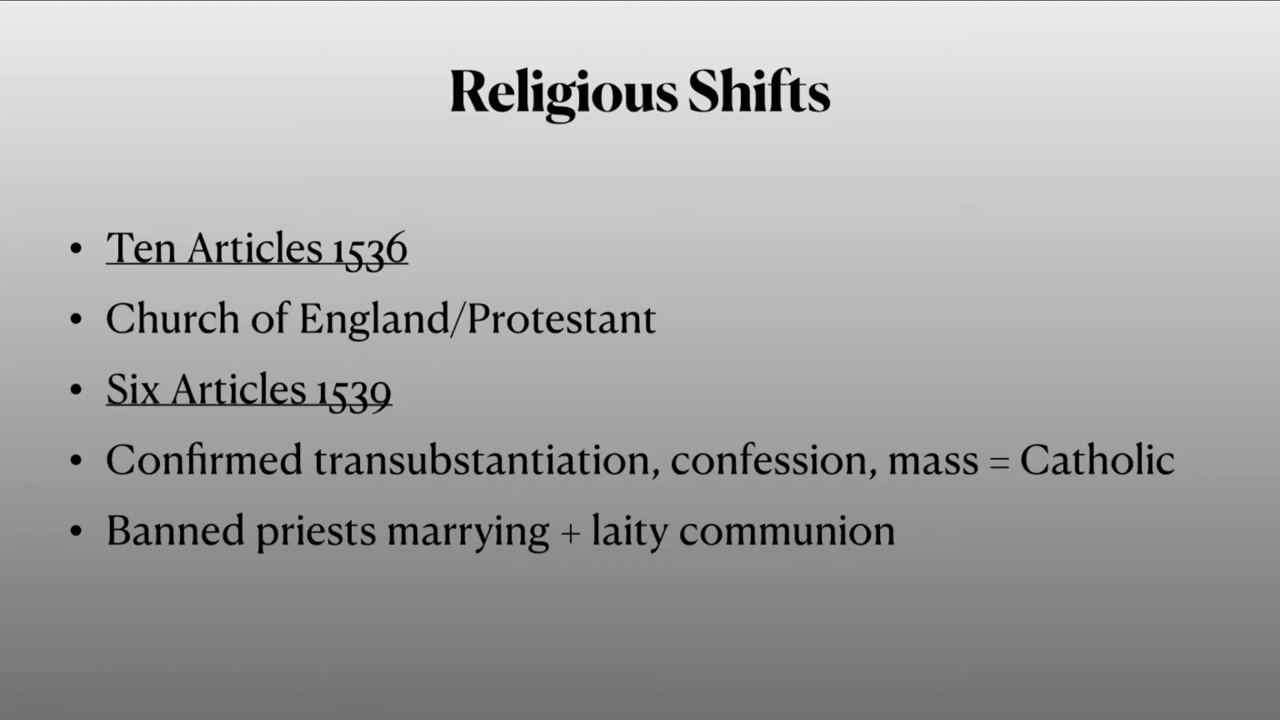 Religious Shifts
• Ten Articles 1536
• Church of England/Protestant
• Six Articles 1539
• Confirmed transubstantiation, confession, mass = Catholic
• Banned priests marrying + laity communion